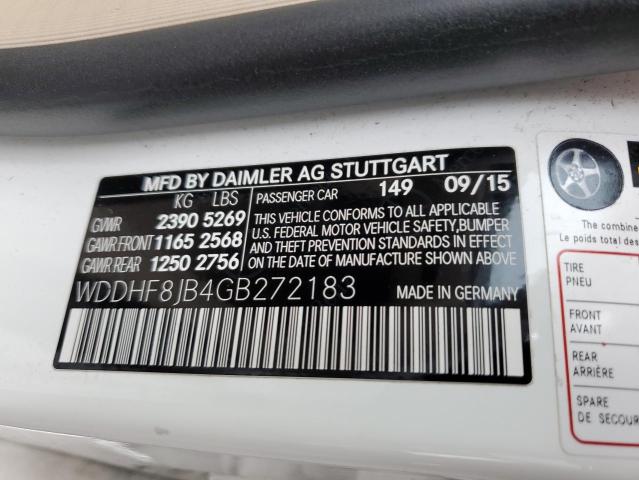 MFD BY DAIMLER AG STUTTGART
KG LBS PASSENGER CAR 149 09/15
GVWR 2390 5269
GAWR FRONT 1165 2568
GAWR REAR 1250 2756
THIS VEHICLE CONFORMS TO ALL APPLICABLE
U.S. FEDERAL MOTOR VEHICLE SAFETY,BUMPER
AND THEFT PREVENTION STANDARDS IN EFFECT
ON THE DATE OF MANUFACTURE SHOWN ABOVE.
WDDHF8JB4GB272183 MADE IN GERMANY
The combine
Le poids total des
TIRE
PNEU
FRONT
AVANT
REAR
ARRIÈRE
SPARE
DE SECOUR